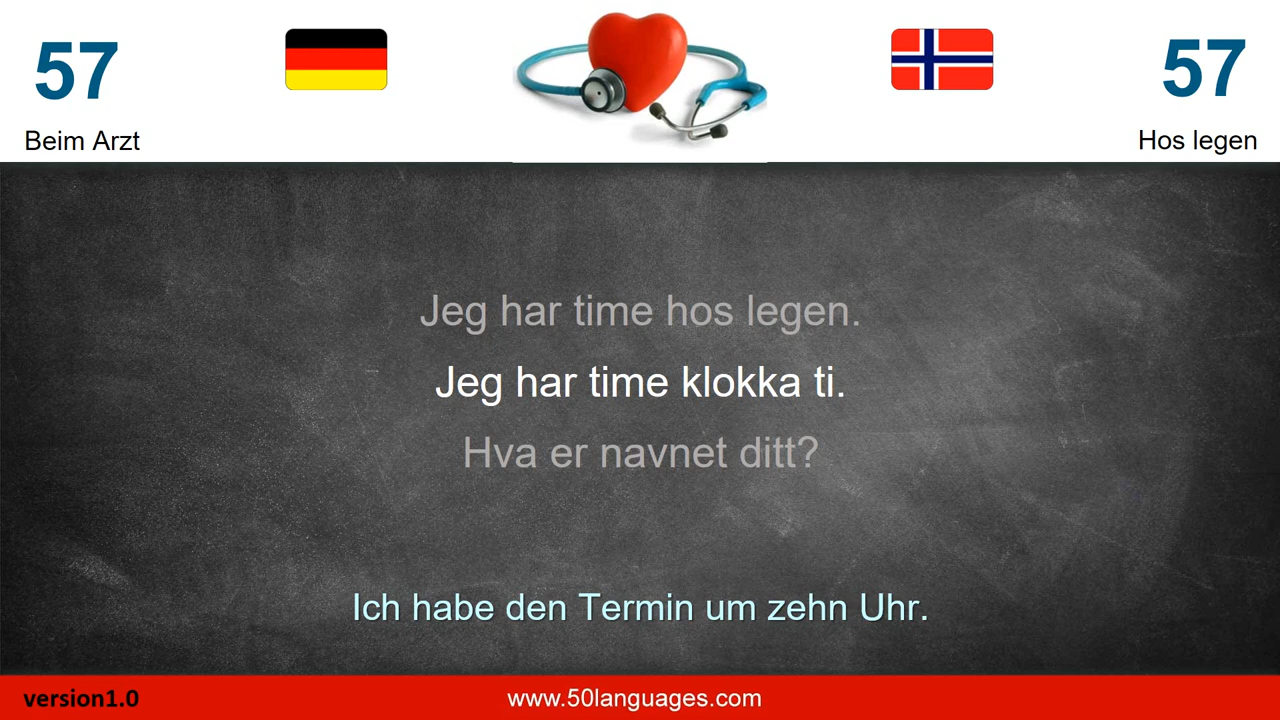 57
57
Beim Arzt
Hos legen
Jeg har time hos legen.
Jeg har time klokka ti.
Hva er navnet ditt?
Ich habe den Termin um zehn Uhr.
version1.0
www.50languages.com